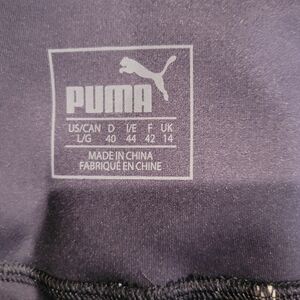 PUMA
US/CAN D I/E F UK
L/G 40 44 42 14
MADE IN CHINA
FABRIQUÉ EN CHINE